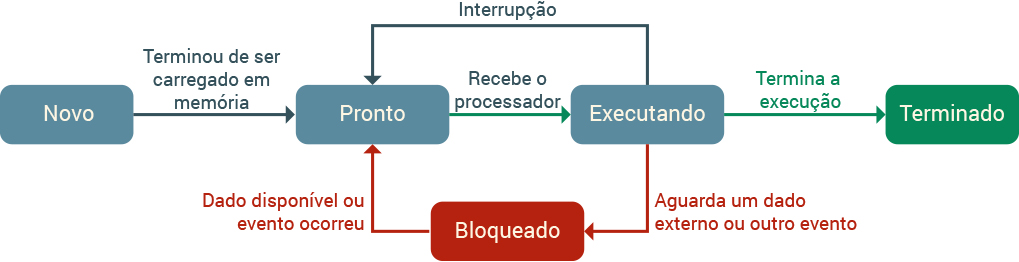 Interrupção
Terminou de ser
carregado em
memória
Recebe o
processador
Termina a
execução
Novo
Pronto
Executando
Terminado
Dado disponível ou
evento ocorreu
Aguarda um dado
externo ou outro evento
Bloqueado